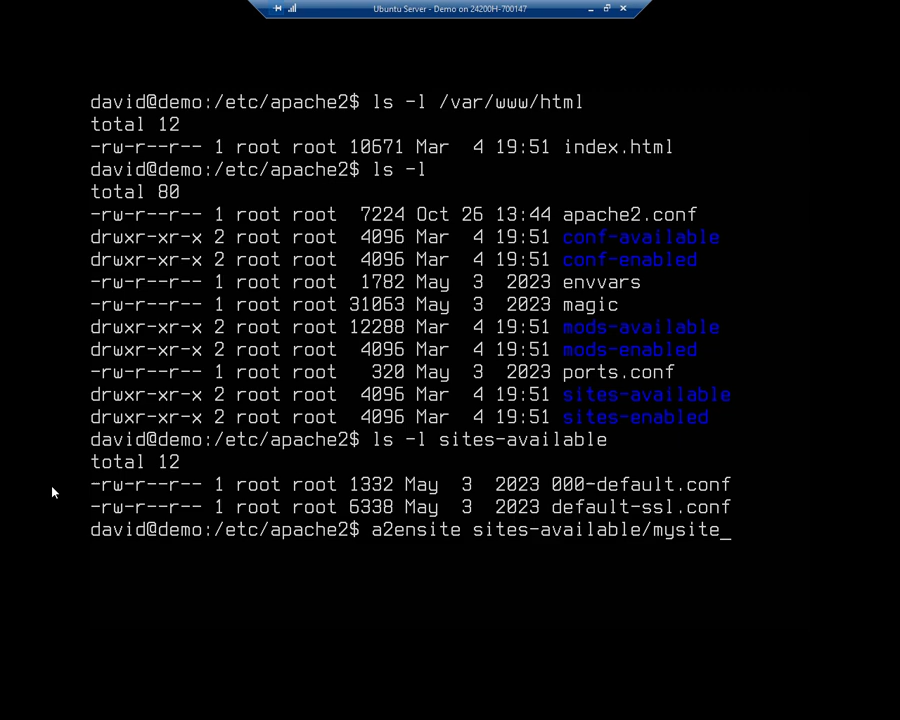 Ubuntu Server - Demo on 24200H-700147
david@demo:/etc/apache2$ ls -l /var/www/html
total 12
-rw-r--r-- 1 root root 10671 Mar  4 19:51 index.html
david@demo:/etc/apache2$ ls -l
total 80
-rw-r--r-- 1 root root  7224 Oct 26 13:44 apache2.conf
drwxr-xr-x 2 root root  4096 Mar  4 19:51 conf-available
drwxr-xr-x 2 root root  4096 Mar  4 19:51 conf-enabled
-rw-r--r-- 1 root root  1782 May  3  2023 envvars
-rw-r--r-- 1 root root 31063 May  3  2023 magic
drwxr-xr-x 2 root root 12288 Mar  4 19:51 mods-available
drwxr-xr-x 2 root root  4096 Mar  4 19:51 mods-enabled
-rw-r--r-- 1 root root   320 May  3  2023 ports.conf
drwxr-xr-x 2 root root  4096 Mar  4 19:51 sites-available
drwxr-xr-x 2 root root  4096 Mar  4 19:51 sites-enabled
david@demo:/etc/apache2$ ls -l sites-available
total 12
-rw-r--r-- 1 root root 1332 May  3  2023 000-default.conf
-rw-r--r-- 1 root root 6338 May  3  2023 default-ssl.conf
david@demo:/etc/apache2$ a2ensite sites-available/mysite_